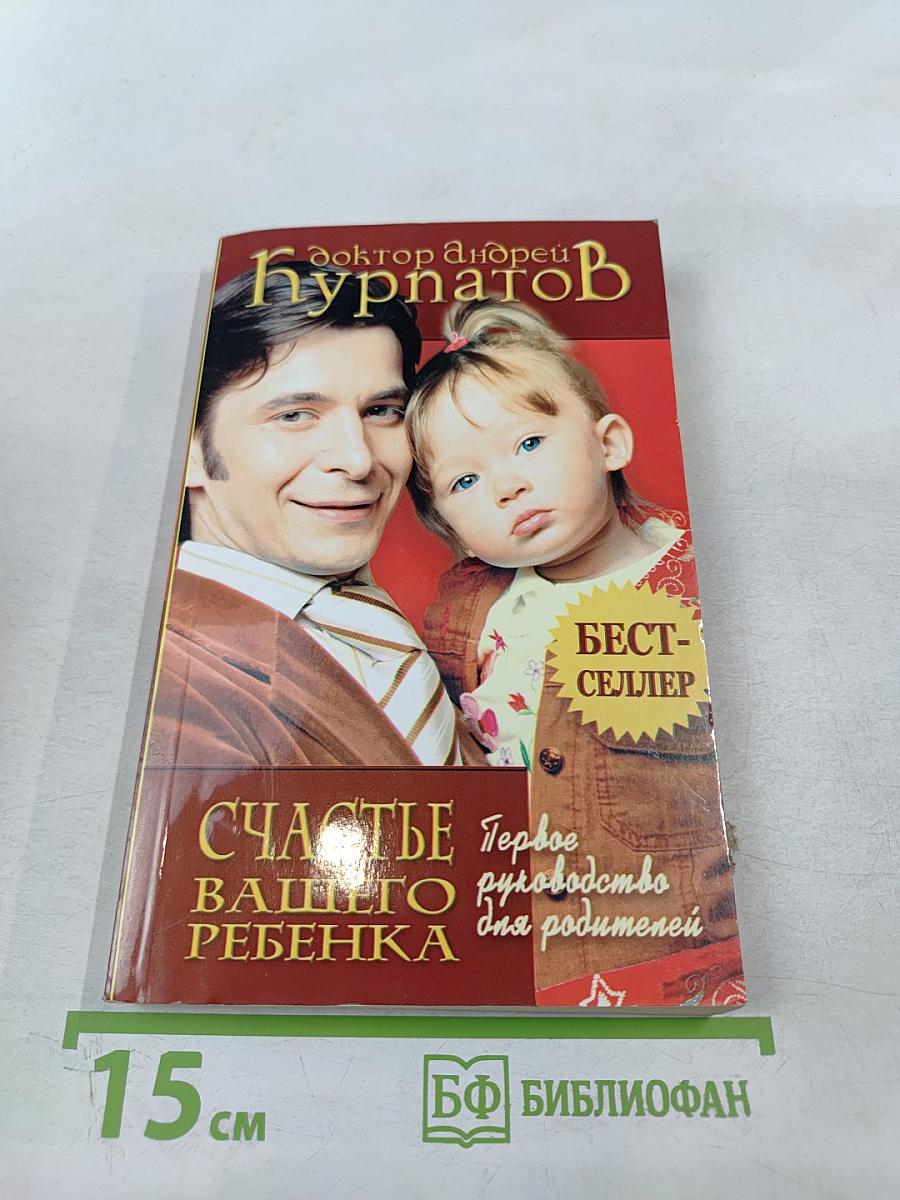 доктор андрей
Курпатов
БЕСТ-
СЕЛЛЕР
СЧАСТЬЕ
ВАШЕГО
РЕБЕНКА
Первое
руководство
для родителей
15 см
БФ БИБЛИОФАН